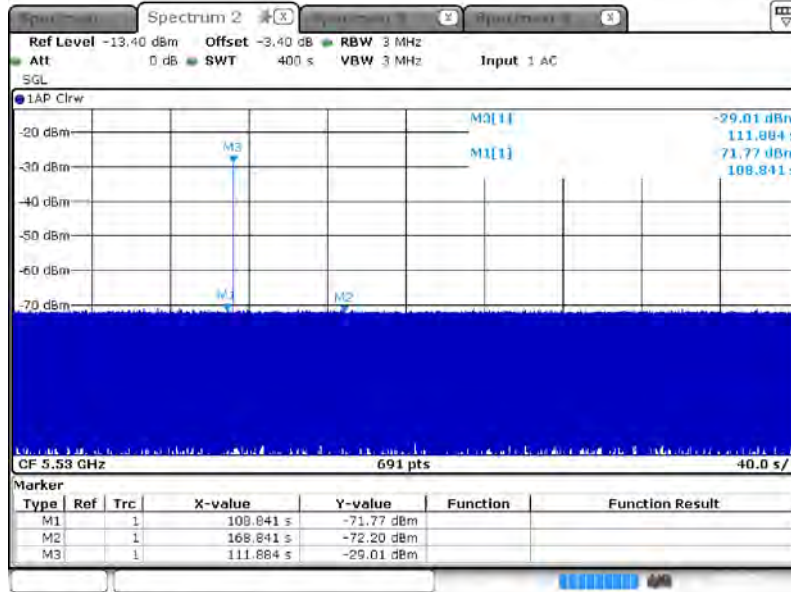 Spectrum 2
Ref Level -13.40 dBm Offset -3.40 dB RBW 3 MHz
Att 0 dB SWT 400 s VBW 3 MHz Input 1 AC
SGL
1AP Clrw
M3[1] -29.01 dBm
111.884 s
M1[1] -71.77 dBm
108.841 s
-20 dBm
M3
-30 dBm
-40 dBm
-50 dBm
-60 dBm
M1 M2
-70 dBm
CF 5.53 GHz 691 pts 40.0 s/
Marker
Type Ref Trc X-value Y-value Function Function Result
M1 1 108.841 s -71.77 dBm
M2 1 168.841 s -72.20 dBm
M3 1 111.884 s -29.01 dBm